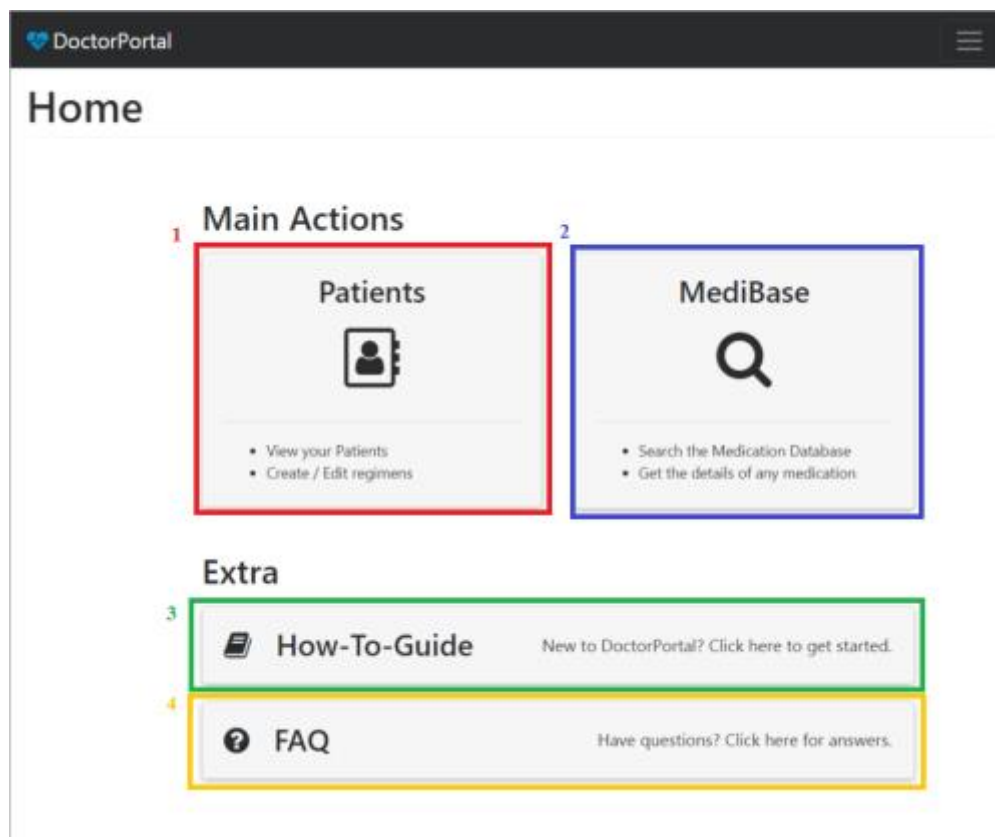 DoctorPortal
Home
Main Actions
1
2
Patients
MediBase
View your Patients
Create / Edit regimens
Search the Medication Database
Get the details of any medication
Extra
3
How-To-Guide
New to DoctorPortal? Click here to get started.
4
FAQ
Have questions? Click here for answers.